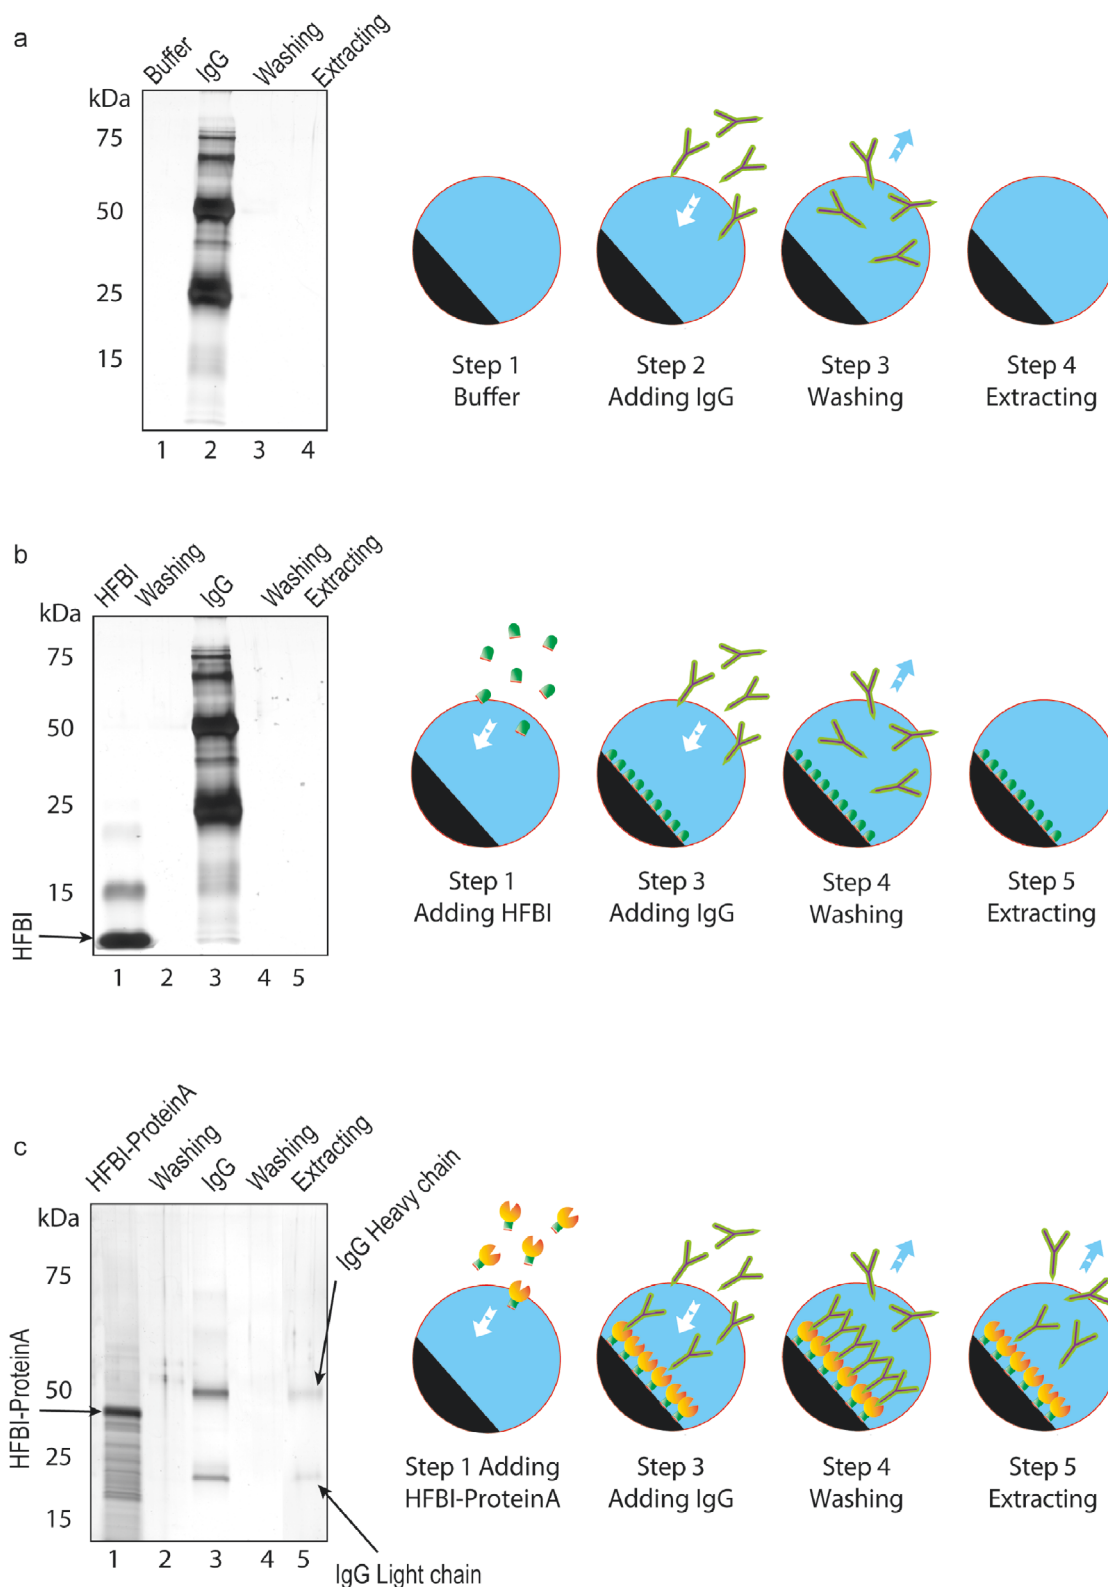 a
Buffer
IgG
Washing
Extracting
kDa
75
50
25
15
1 2 3 4
Step 1
Buffer
Step 2
Adding IgG
Step 3
Washing
Step 4
Extracting
b
HFBI
Washing
IgG
Washing
Extracting
kDa
75
50
25
15
HFBI
1 2 3 4 5
Step 1
Adding HFBI
Step 3
Adding IgG
Step 4
Washing
Step 5
Extracting
c
HFBI-ProteinA
Washing
IgG
Washing
Extracting
IgG Heavy chain
kDa
75
50
25
15
HFBI-ProteinA
1 2 3 4 5
IgG Light chain
Step 1 Adding
HFBI-ProteinA
Step 3
Adding IgG
Step 4
Washing
Step 5
Extracting